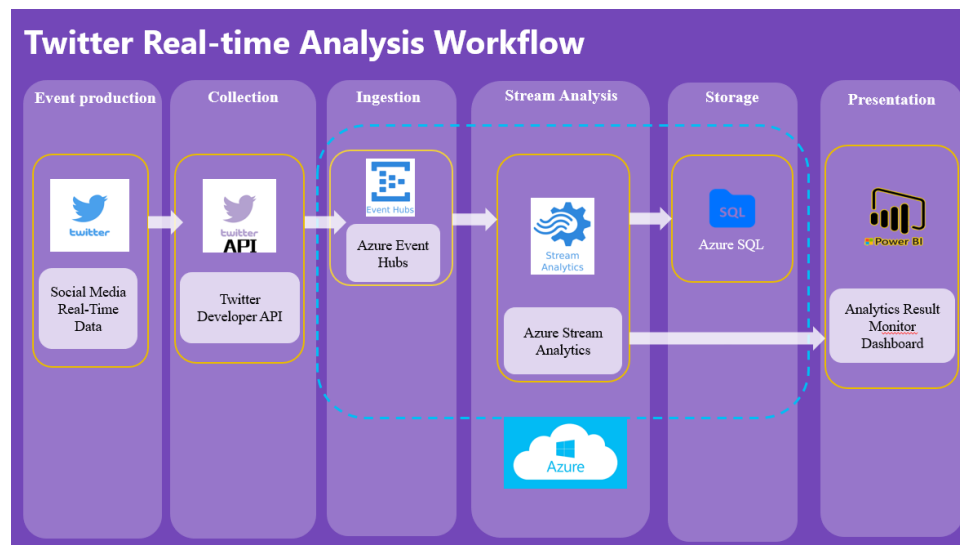 Twitter Real-time Analysis Workflow
Event production
Collection
Ingestion
Stream Analysis
Storage
Presentation
twitter
Social Media
Real-Time
Data
twitter
API
Twitter
Developer API
Event Hubs
Azure Event
Hubs
Stream
Analytics
Azure Stream
Analytics
SQL
Azure SQL
Power BI
Analytics Result
Monitor
Dashboard
Azure